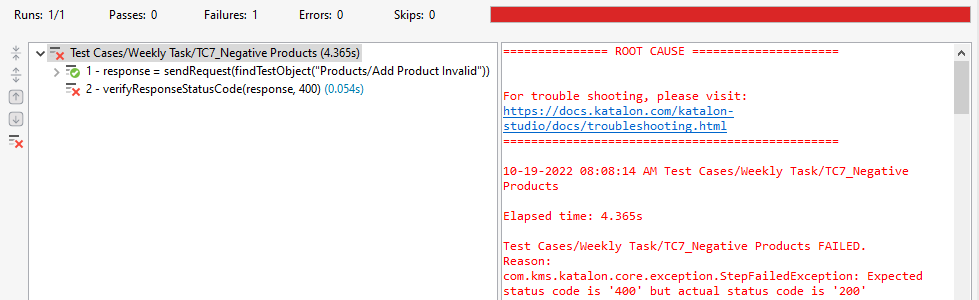 Runs: 1/1 Passes: 0 Failures: 1 Errors: 0 Skips: 0
Test Cases/Weekly Task/TC7_Negative Products (4.365s)
1 - response = sendRequest(findTestObject("Products/Add Product Invalid"))
2 - verifyResponseStatusCode(response, 400) (0.054s)
=============== ROOT CAUSE =====================
For trouble shooting, please visit:
https://docs.katalon.com/katalon-
studio/docs/troubleshooting.html
================================================
10-19-2022 08:08:14 AM Test Cases/Weekly Task/TC7_Negative
Products
Elapsed time: 4.365s
Test Cases/Weekly Task/TC7_Negative Products FAILED.
Reason:
com.kms.katalon.core.exception.StepFailedException: Expected
status code is '400' but actual status code is '200'